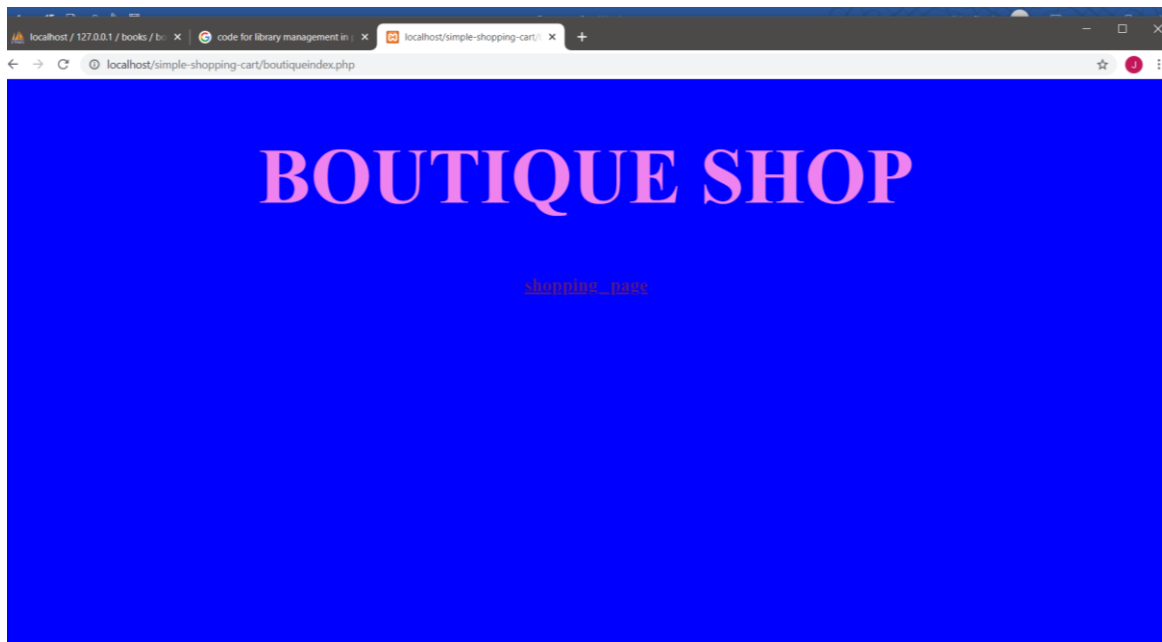 localhost / 127.0.0.1 / books / bo
code for library management in p
localhost/simple-shopping-cart/
localhost/simple-shopping-cart/boutiqueindex.php
J
BOUTIQUE SHOP
shopping_page